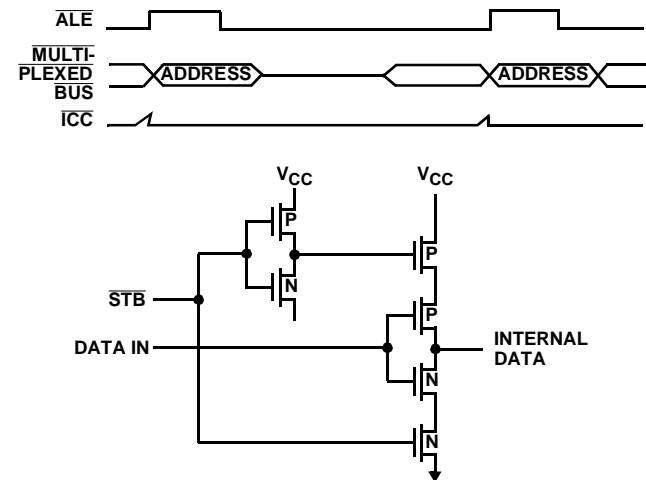 ALE
MULTI-
PLEXED
BUS
ADDRESS
ADDRESS
ICC
VCC
VCC
P
P
N
STB
P
DATA IN
INTERNAL
DATA
N
N